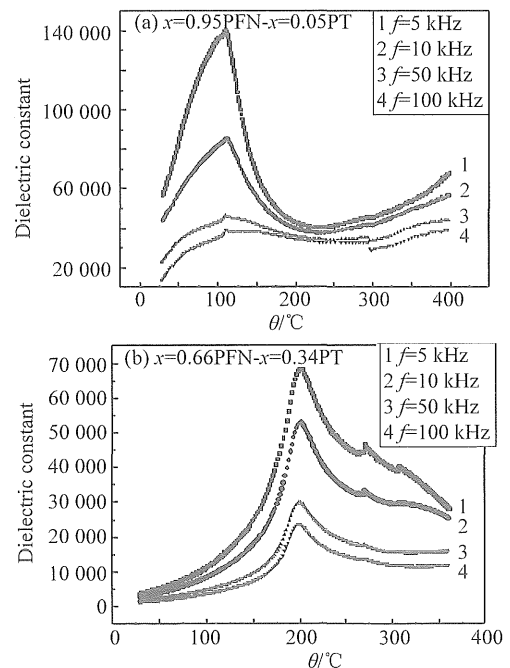 (a) x=0.95PFN-x=0.05PT
1 f=5 kHz
2 f=10 kHz
3 f=50 kHz
4 f=100 kHz
140 000
100 000
60 000
20 000
Dielectric constant
1
2
3
4
0 100 200 300 400
θ/℃
(b) x=0.66PFN-x=0.34PT
1 f=5 kHz
2 f=10 kHz
3 f=50 kHz
4 f=100 kHz
70 000
60 000
50 000
40 000
30 000
20 000
10 000
0
Dielectric constant
1
2
3
4
0 100 200 300 400
θ/℃